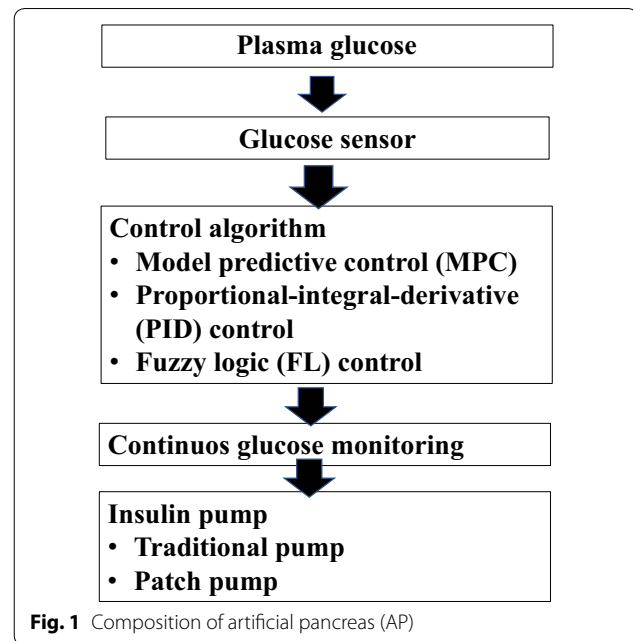 Plasma glucose
Glucose sensor
Control algorithm
• Model predictive control (MPC)
• Proportional-integral-derivative
(PID) control
• Fuzzy logic (FL) control
Continuos glucose monitoring
Insulin pump
• Traditional pump
• Patch pump
Fig. 1 Composition of artificial pancreas (AP)